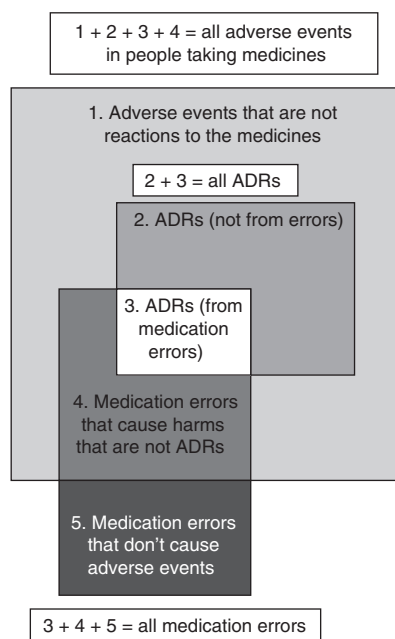 1 + 2 + 3 + 4 = all adverse events
in people taking medicines
1. Adverse events that are not
reactions to the medicines
2 + 3 = all ADRs
2. ADRs (not from errors)
3. ADRs (from
medication
errors)
4. Medication errors
that cause harms
that are not ADRs
5. Medication errors
that don't cause
adverse events
3 + 4 + 5 = all medication errors